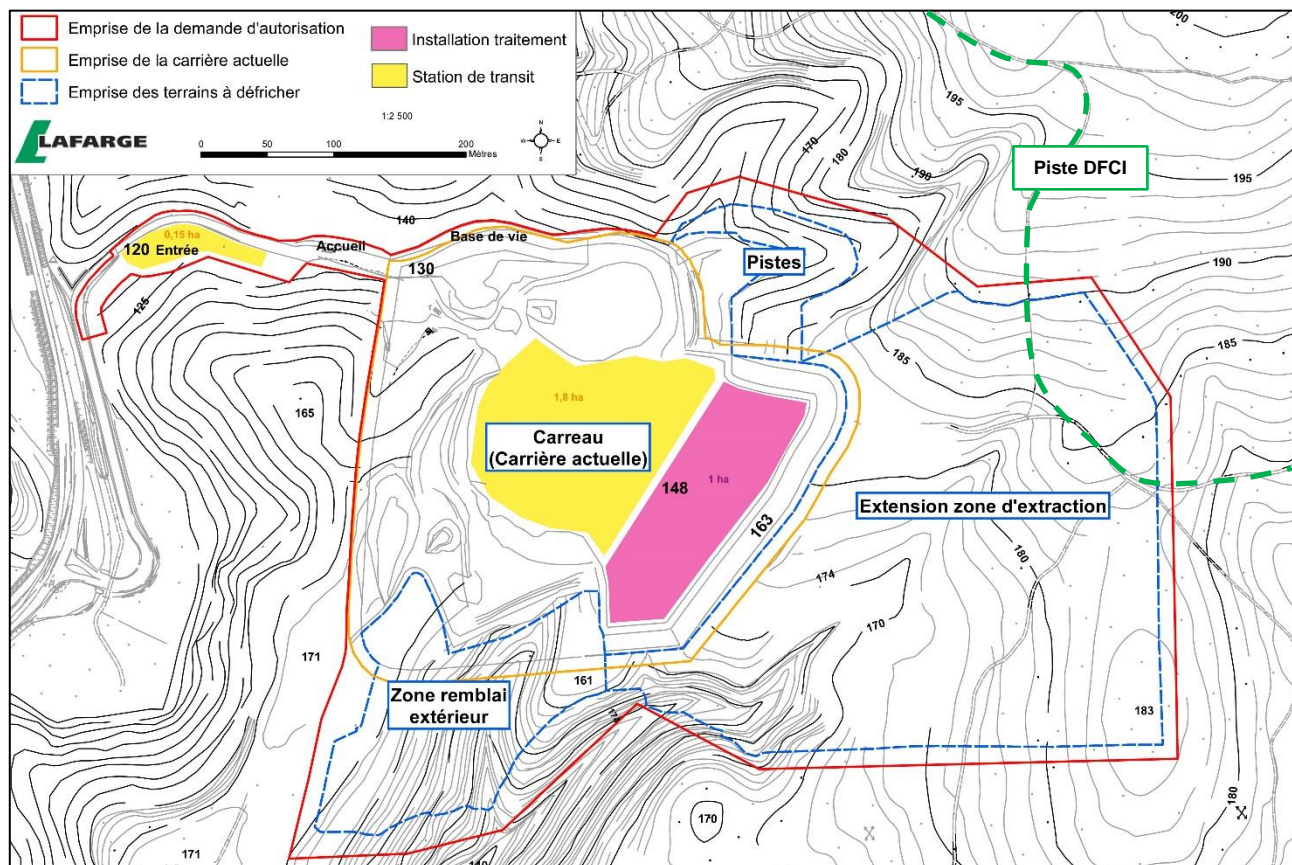 Emprise de la demande d'autorisation
Emprise de la carrière actuelle
Emprise des terrains à défricher
Installation traitement
Station de transit
LAFARGE
1:2 500
0 50 100 200
Mètres
N
W E
S
200
195
170
180
190
Piste DFCI
195
140
0,15 ha
120 Entrée
Accueil
Base de vie
130
Pistes
190
125
185
185
165
1,8 ha
Carreau
(Carrière actuelle)
148
1 ha
163
Extension zone d'extraction
180
174
170
171
161
Zone remblai
extérieur
183
180
170
171